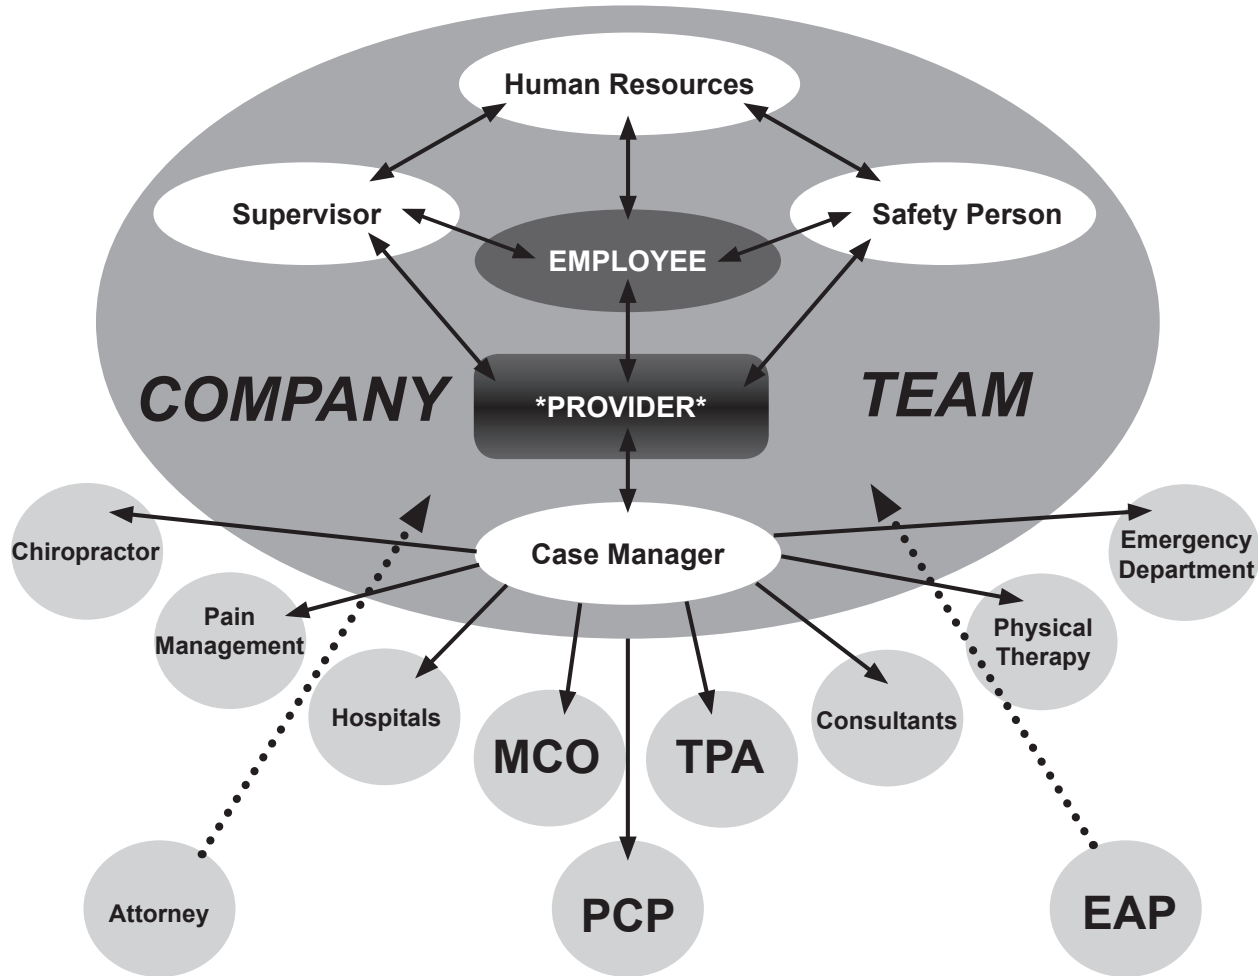 Human Resources
Supervisor
Safety Person
EMPLOYEE
COMPANY
*PROVIDER*
TEAM
Case Manager
Chiropractor
Emergency
Department
Pain
Management
Physical
Therapy
Hospitals
Consultants
MCO
TPA
Attorney
PCP
EAP